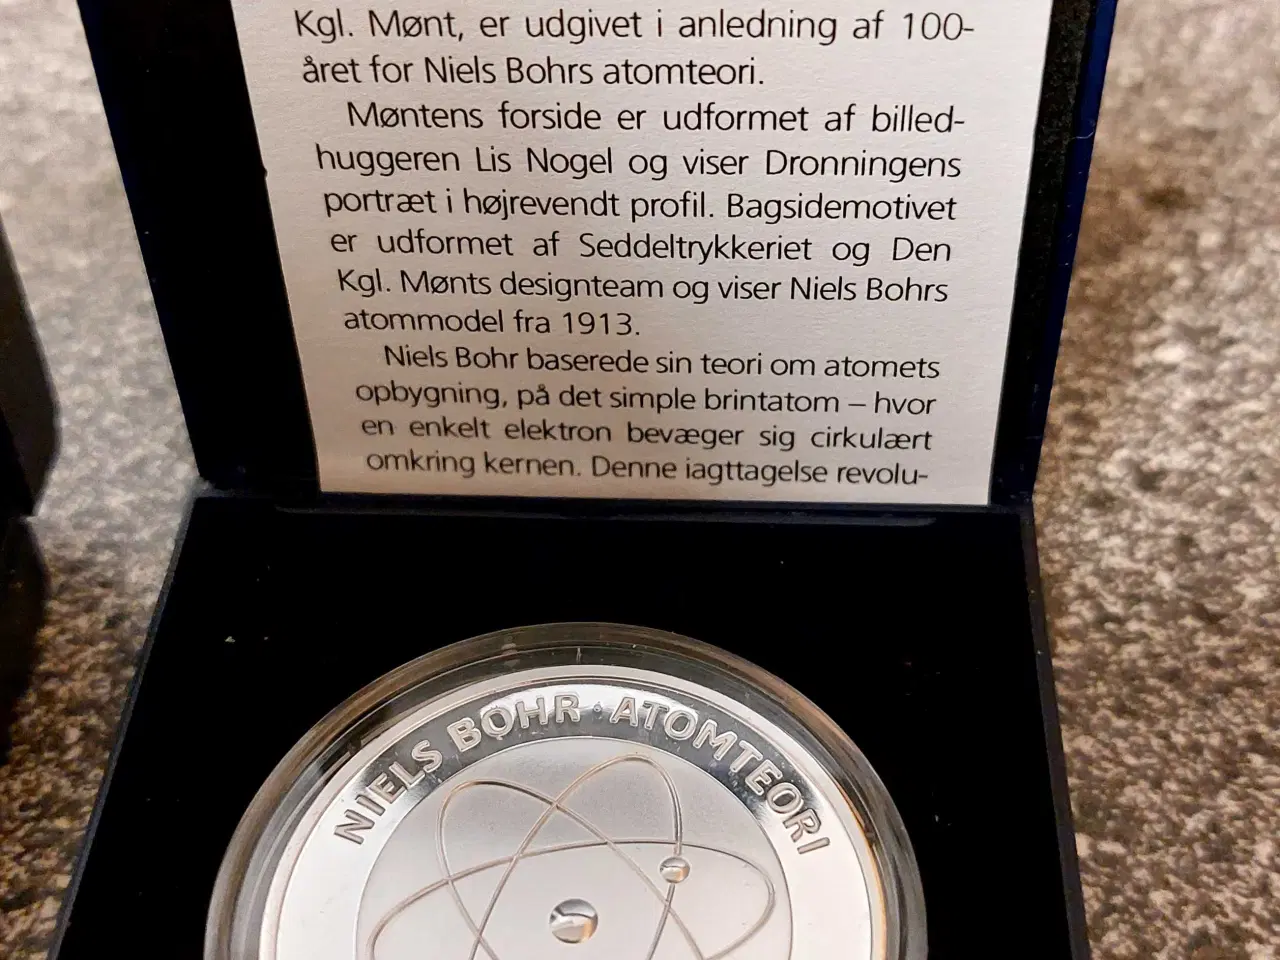 Kgl. Mønt, er udgivet i anledning af 100-
året for Niels Bohrs atomteori.
Møntens forside er udformet af billed-
huggeren Lis Nogel og viser Dronningens
portræt i højrevendt profil. Bagsidemotivet
er udformet af Seddeltrykkeriet og Den
Kgl. Mønts designteam og viser Niels Bohrs
atommodel fra 1913.
Niels Bohr baserede sin teori om atomets
opbygning, på det simple brintatom – hvor
en enkelt elektron bevæger sig cirkulært
omkring kernen. Denne iagttagelse revolu-
NIELS BOHR · ATOMTEORI